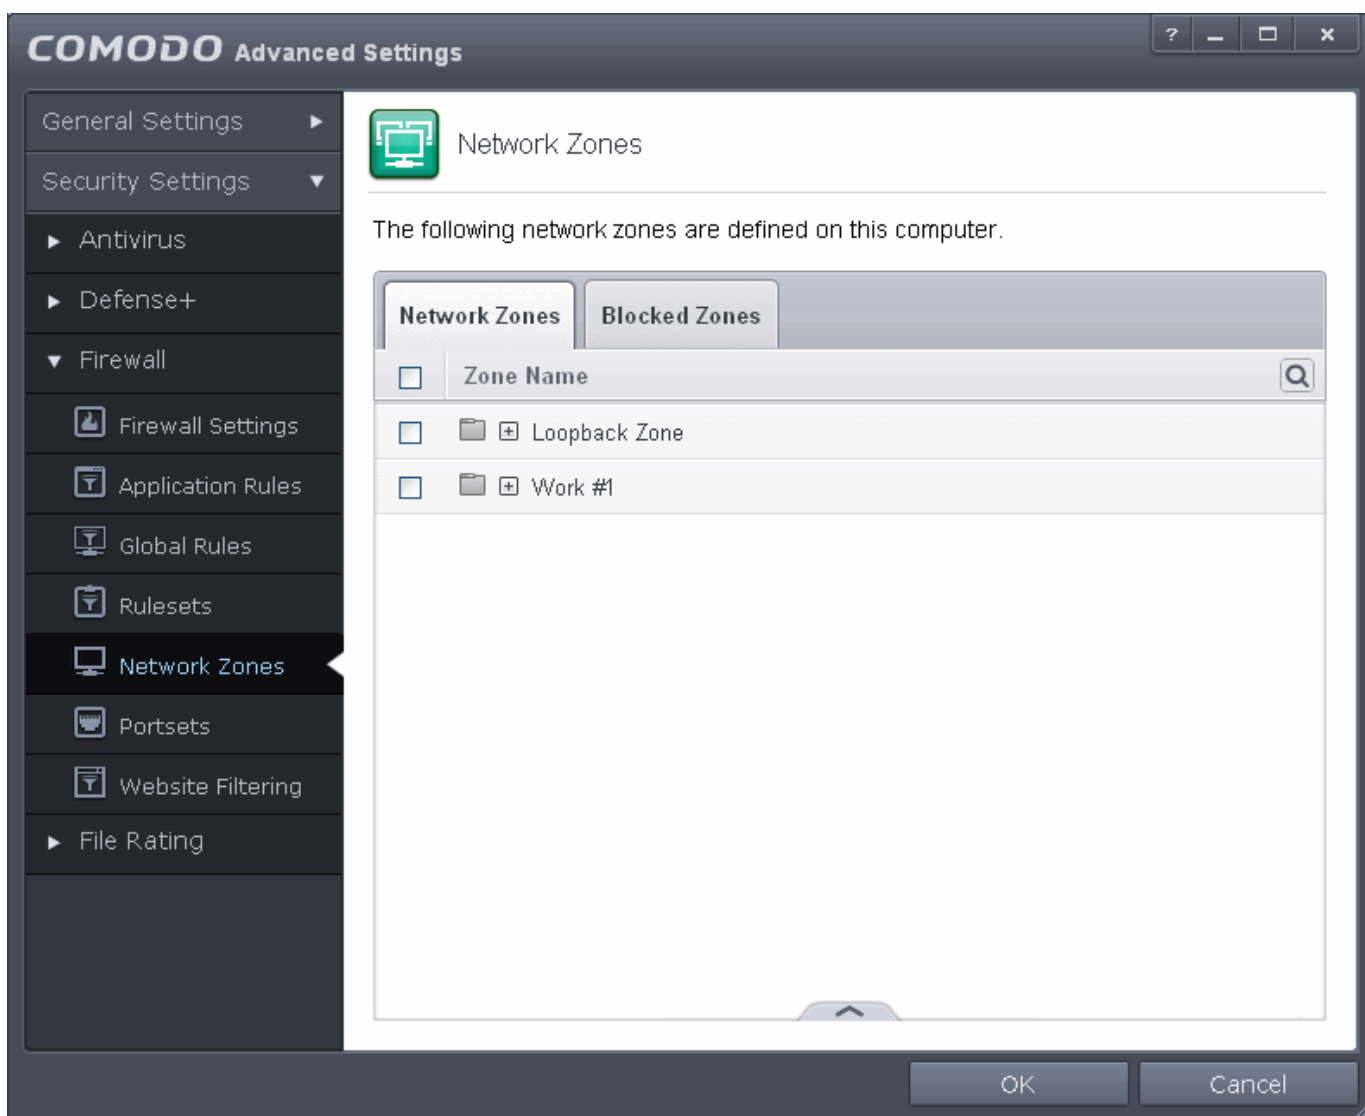 COMODO Advanced Settings
?
General Settings
Security Settings
Antivirus
Defense+
Firewall
Firewall Settings
Application Rules
Global Rules
Rulesets
Network Zones
Portsets
Website Filtering
File Rating
Network Zones
The following network zones are defined on this computer.
Network Zones
Blocked Zones
Zone Name
Loopback Zone
Work #1
OK
Cancel